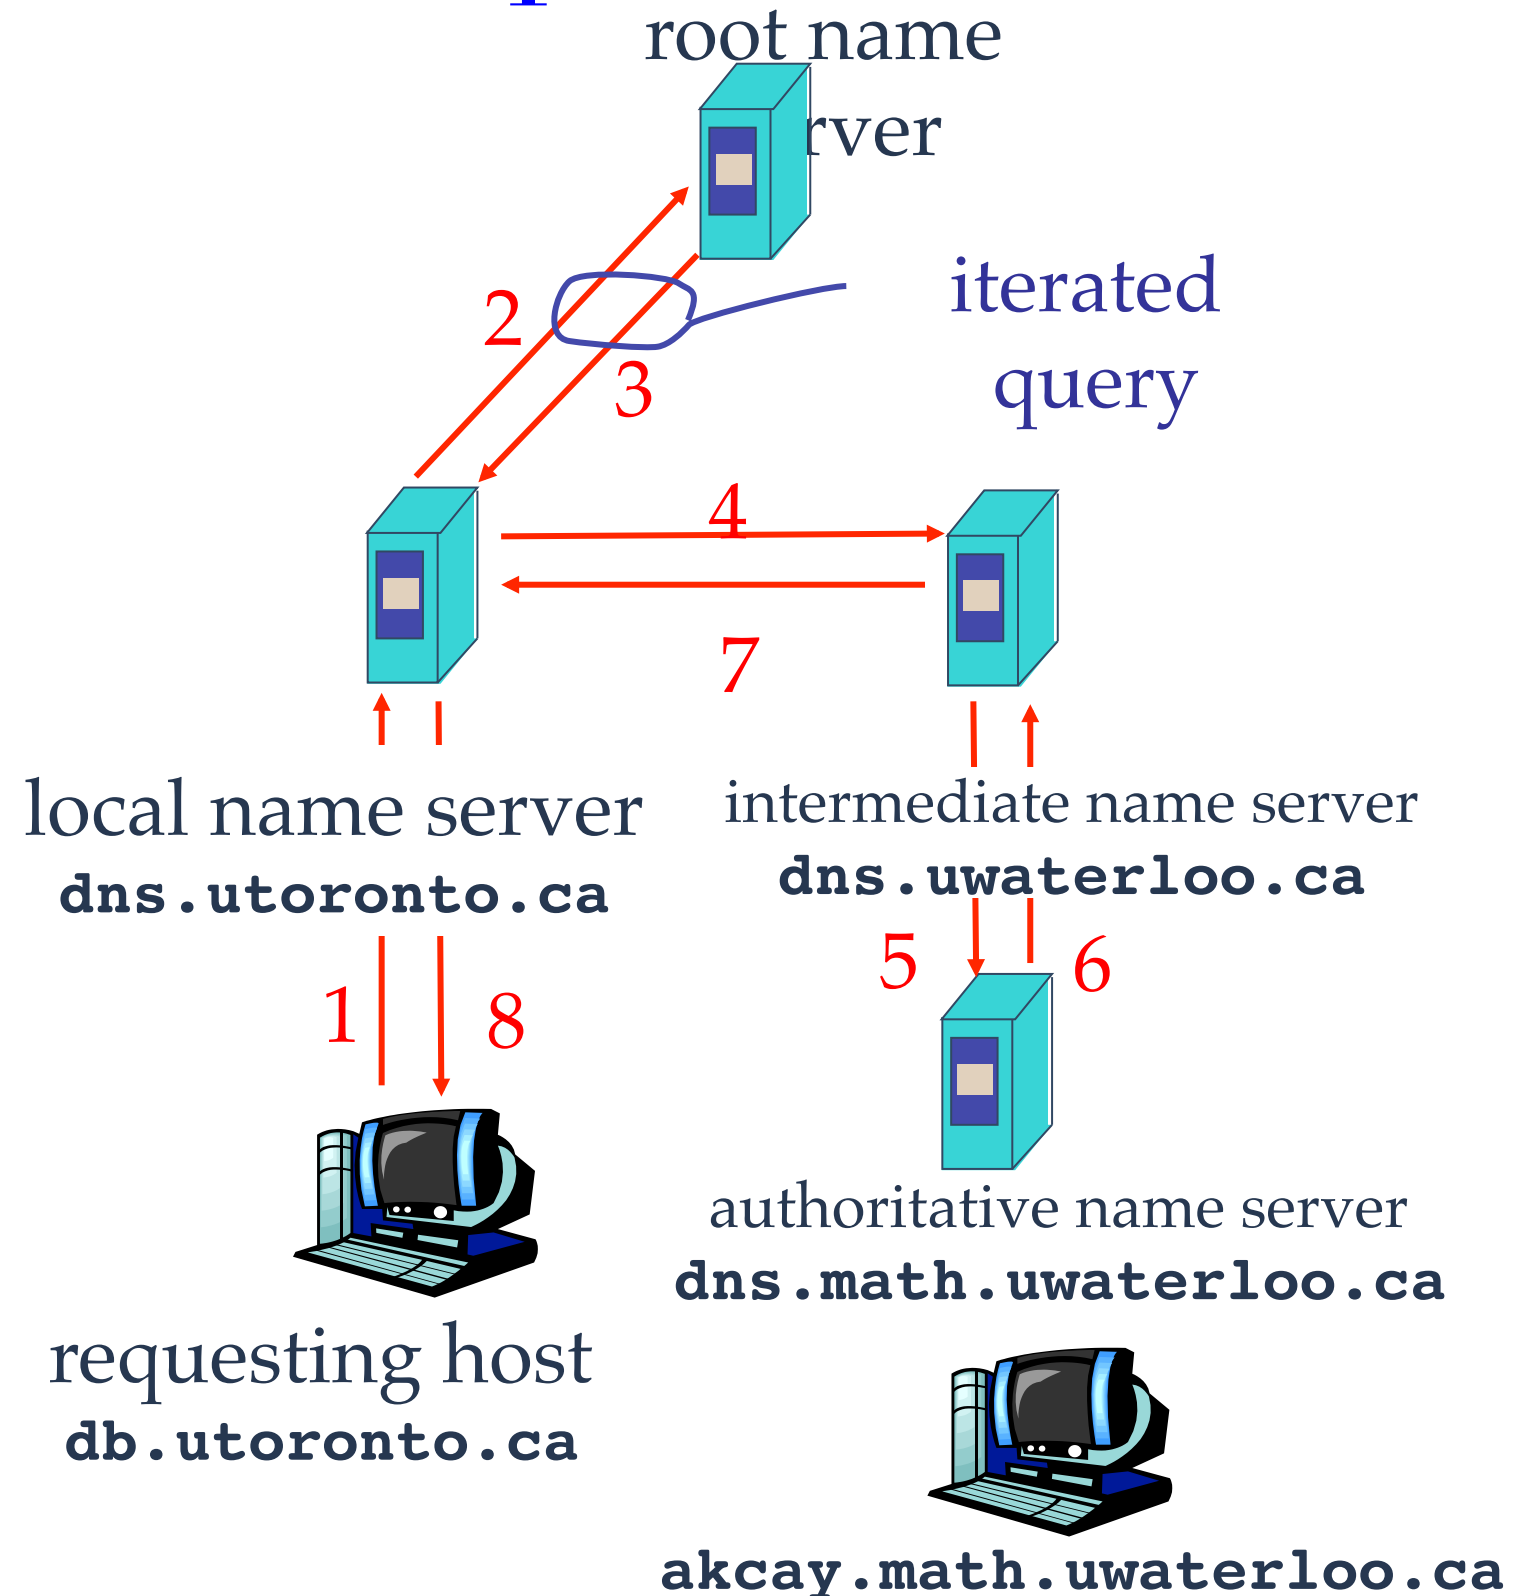 root name
rver
iterated
query
2
3
4
7
local name server
dns.utoronto.ca
intermediate name server
dns.uwaterloo.ca
5
6
1
8
authoritative name server
dns.math.uwaterloo.ca
requesting host
db.utoronto.ca
akcay.math.uwaterloo.ca